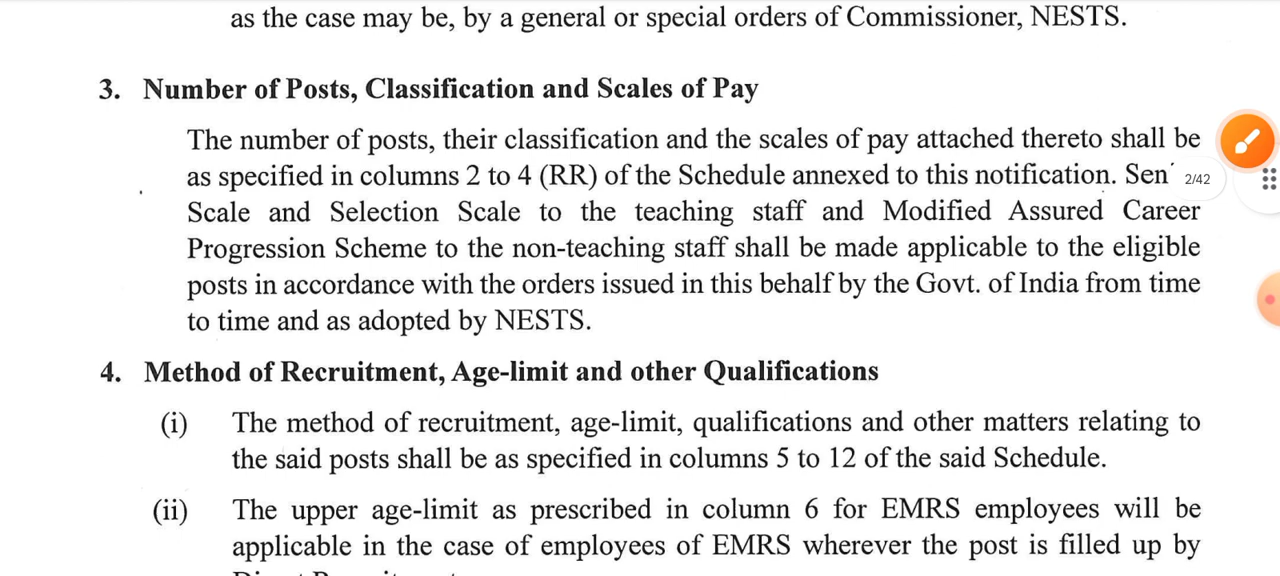 as the case may be, by a general or special orders of Commissioner, NESTS.
3. Number of Posts, Classification and Scales of Pay
The number of posts, their classification and the scales of pay attached thereto shall be
as specified in columns 2 to 4 (RR) of the Schedule annexed to this notification. Sen
2/42
Scale and Selection Scale to the teaching staff and Modified Assured Career
Progression Scheme to the non-teaching staff shall be made applicable to the eligible
posts in accordance with the orders issued in this behalf by the Govt. of India from time
to time and as adopted by NESTS.
4. Method of Recruitment, Age-limit and other Qualifications
(i) The method of recruitment, age-limit, qualifications and other matters relating to
the said posts shall be as specified in columns 5 to 12 of the said Schedule.
(ii) The upper age-limit as prescribed in column 6 for EMRS employees will be
applicable in the case of employees of EMRS wherever the post is filled up by